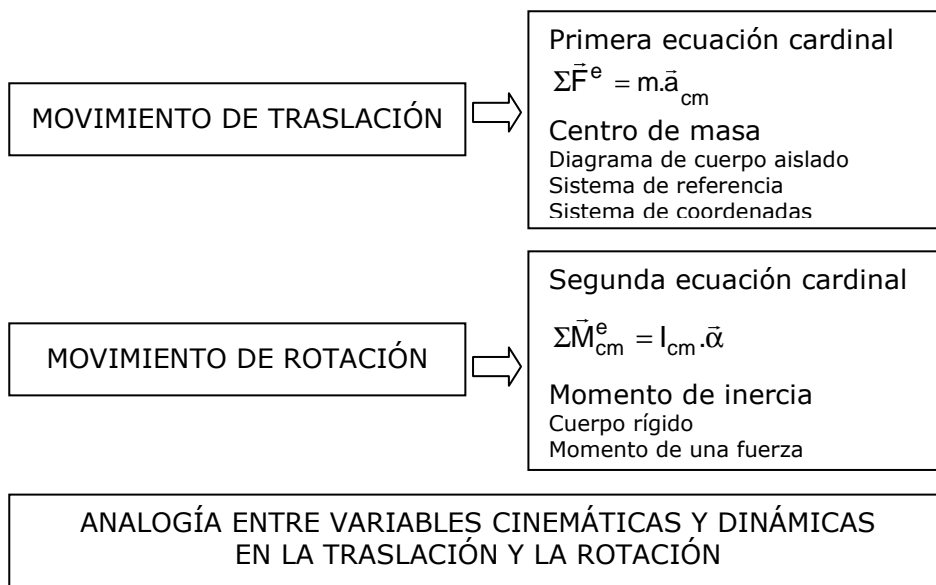 MOVIMIENTO DE TRASLACIÓN
Primera ecuación cardinal
ΣF⃗ᵉ = m.a⃗cm
Centro de masa
Diagrama de cuerpo aislado
Sistema de referencia
Sistema de coordenadas
MOVIMIENTO DE ROTACIÓN
Segunda ecuación cardinal
ΣM⃗ᵉcm = Icm.α⃗
Momento de inercia
Cuerpo rígido
Momento de una fuerza
ANALOGÍA ENTRE VARIABLES CINEMÁTICAS Y DINÁMICAS
EN LA TRASLACIÓN Y LA ROTACIÓN